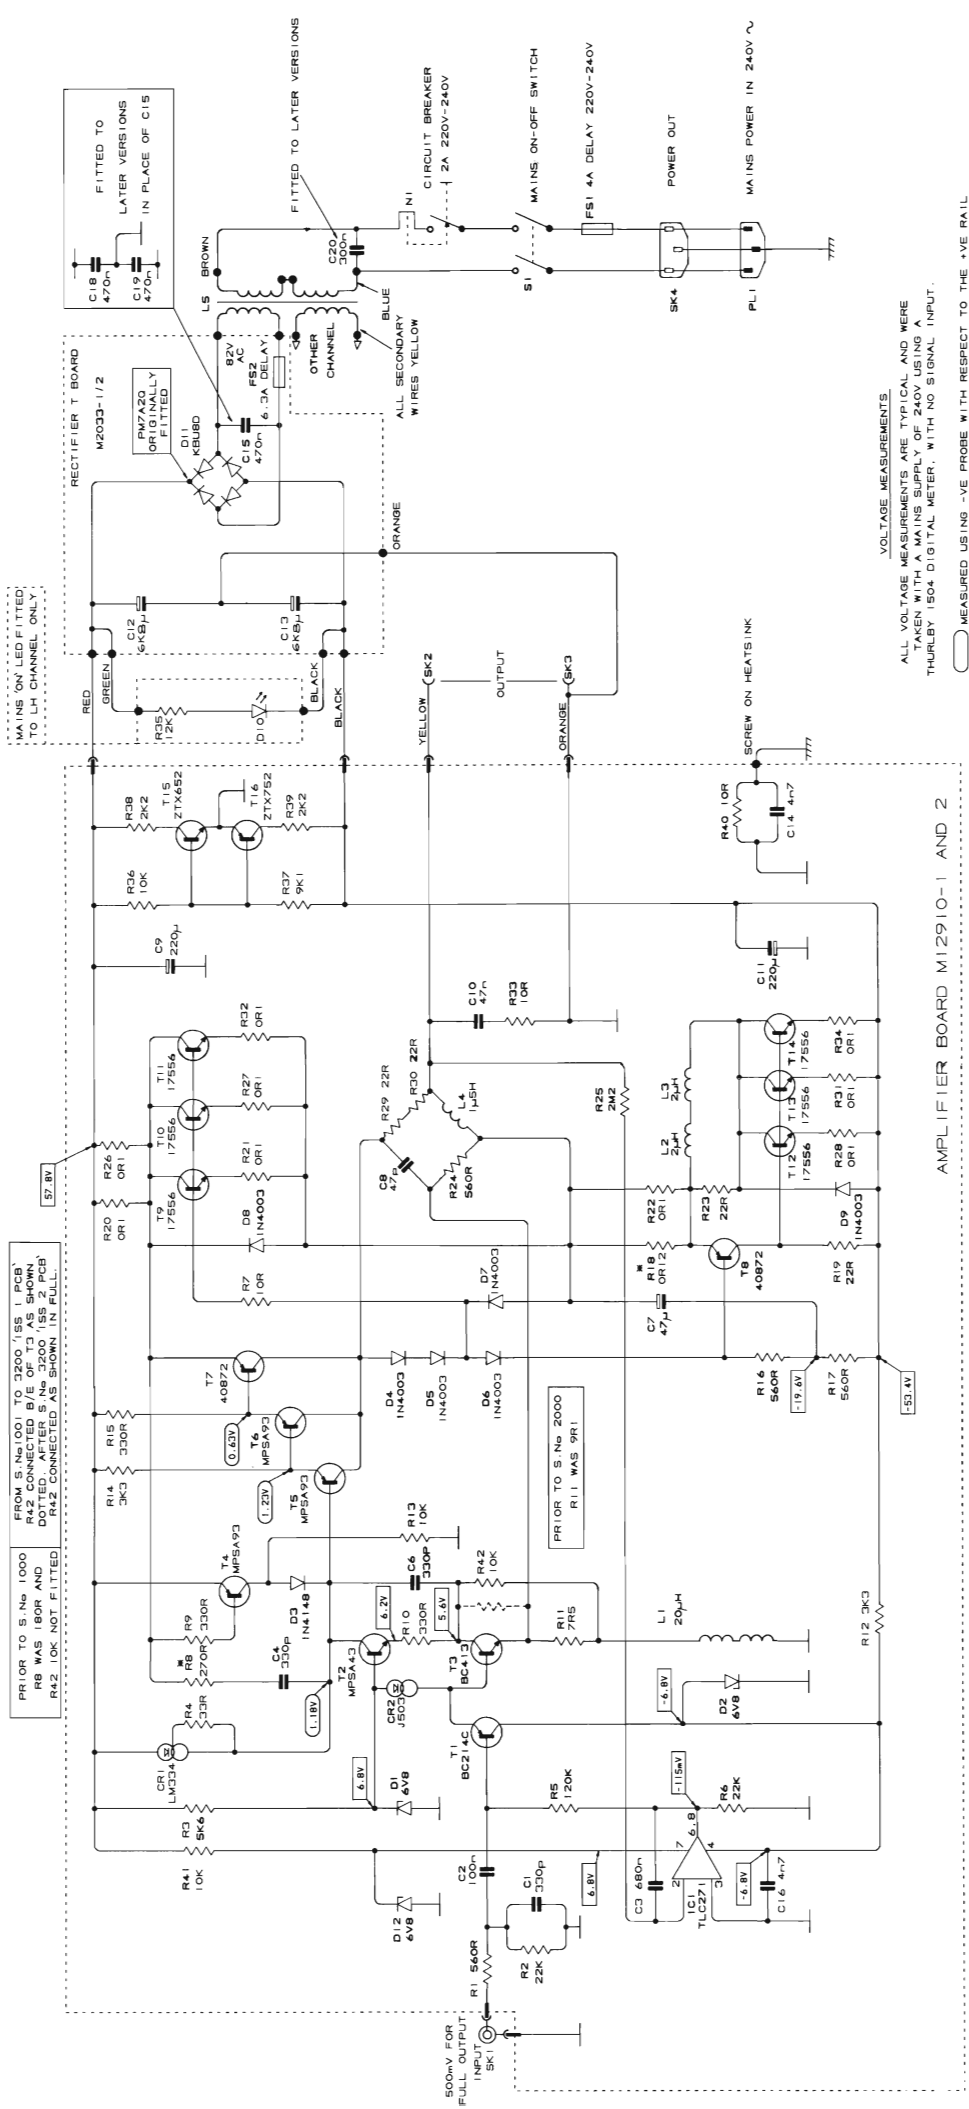 PRIOR TO S.No 1000
R8 WAS 180R AND
R42 10K NOT FITTED
FROM S.No 1001 TO 3200 'ISS 1 PCB'
R42 CONNECTED B/E OF T3 AS SHOWN
DOTTED. AFTER S.No 3200 'ISS 2 PCB'
R42 CONNECTED AS SHOWN IN FULL.
MAINS 'ON' LED FITTED
TO LH CHANNEL ONLY
RECTIFIER T BOARD
M2033-1/2
PM7A2Q
ORIGINALLY
FITTED
D11
KBU8D
C18
470n
C19
470n
FITTED TO
LATER VERSIONS
IN PLACE OF C15
C15
470n
82V
AC
FS2
6.3A DELAY
L5
BROWN
OTHER
CHANNEL
BLUE
ALL SECONDARY
WIRES YELLOW
C20
300n
FITTED TO LATER VERSIONS
N1
CIRCUIT BREAKER
2A 220V-240V
S1
MAINS ON-OFF SWITCH
FS1 4A DELAY 220V-240V
SK4
POWER OUT
PL1
MAINS POWER IN 240V ~
C12
6K8µ
C13
6K8µ
ORANGE
RED
GREEN
R35
12K
D10
BLACK
BLACK
YELLOW
SK2
OUTPUT
SK3
ORANGE
SCREW ON HEATSINK
R40 10R
C14 4n7
R38
2K2
T15
ZTX652
T16
ZTX752
R39
2K2
R36
10K
R37
9K1
C9
220µ
C11
220µ
C10
47n
R33
10R
57.8V
R26
0R1
R20
0R1
T11
17556
T10
17556
T9
17556
R32
0R1
R27
0R1
R21
0R1
D8
1N4003
R7
10R
R29 22R
R30 22R
C8
47p
R24
560R
L4
1µ5H
R25
2M2
L3
2µH
L2
2µH
T14
17556
T13
17556
T12
17556
R34
0R1
R31
0R1
R28
0R1
D9
1N4003
R22
0R1
R23
22R
*
R18
0R12
T8
40872
R19
22R
D7
1N4003
C7
47µ
T7
40872
D4
1N4003
D5
1N4003
D6
1N4003
R16
560R
-19.6V
R17
560R
-53.4V
R15
330R
R14
3K3
0.63V
T6
MPSA93
1.23V
T5
MPSA93
PRIOR TO S.No 2000
R11 WAS 9R1
R13
10K
T4
MPSA93
R9
330R
*
R8
270R
D3
1N4148
C4
330p
1.18V
C6
330P
R42
10K
6.2V
R10
330R
5.6V
T2
MPSA43
CR2
J503
T3
BC413
R11
7R5
L1
20µH
R12 3K3
R4
33R
CR1
LM334
R3
5K6
R41
10K
6.8V
D1
6V8
D12
6V8
T1
BC214C
-6.8V
D2
6V8
R5
120K
-115mV
R6
22K
C2
100n
6.8V
C3 680n
2
7
6.8
IC1
TLC271
3
4
-6.8V
C16 4n7
R1 560R
C1
330p
R2
22K
500mV FOR
FULL OUTPUT
INPUT
SK1
AMPLIFIER BOARD M12910-1 AND 2
VOLTAGE MEASUREMENTS
ALL VOLTAGE MEASUREMENTS ARE TYPICAL AND WERE
TAKEN WITH A MAINS SUPPLY OF 240V USING A
THURLBY 1504 DIGITAL METER, WITH NO SIGNAL INPUT.
MEASURED USING -VE PROBE WITH RESPECT TO THE +VE RAIL